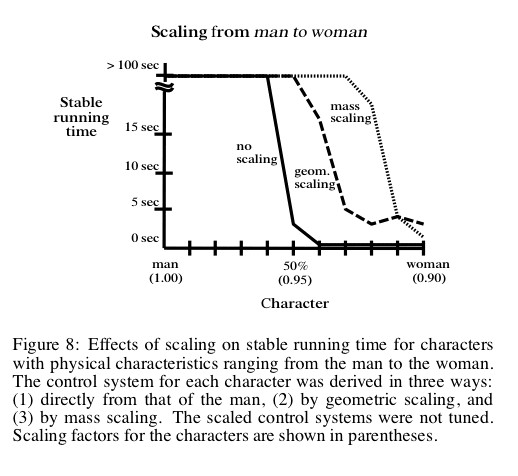 Scaling from man to woman
> 100 sec
Stable
running
time
15 sec
10 sec
5 sec
0 sec
no
scaling
geom.
scaling
mass
scaling
man
(1.00)
50%
(0.95)
woman
(0.90)
Character
Figure 8: Effects of scaling on stable running time for characters
with physical characteristics ranging from the man to the woman.
The control system for each character was derived in three ways:
(1) directly from that of the man, (2) by geometric scaling, and
(3) by mass scaling. The scaled control systems were not tuned.
Scaling factors for the characters are shown in parentheses.